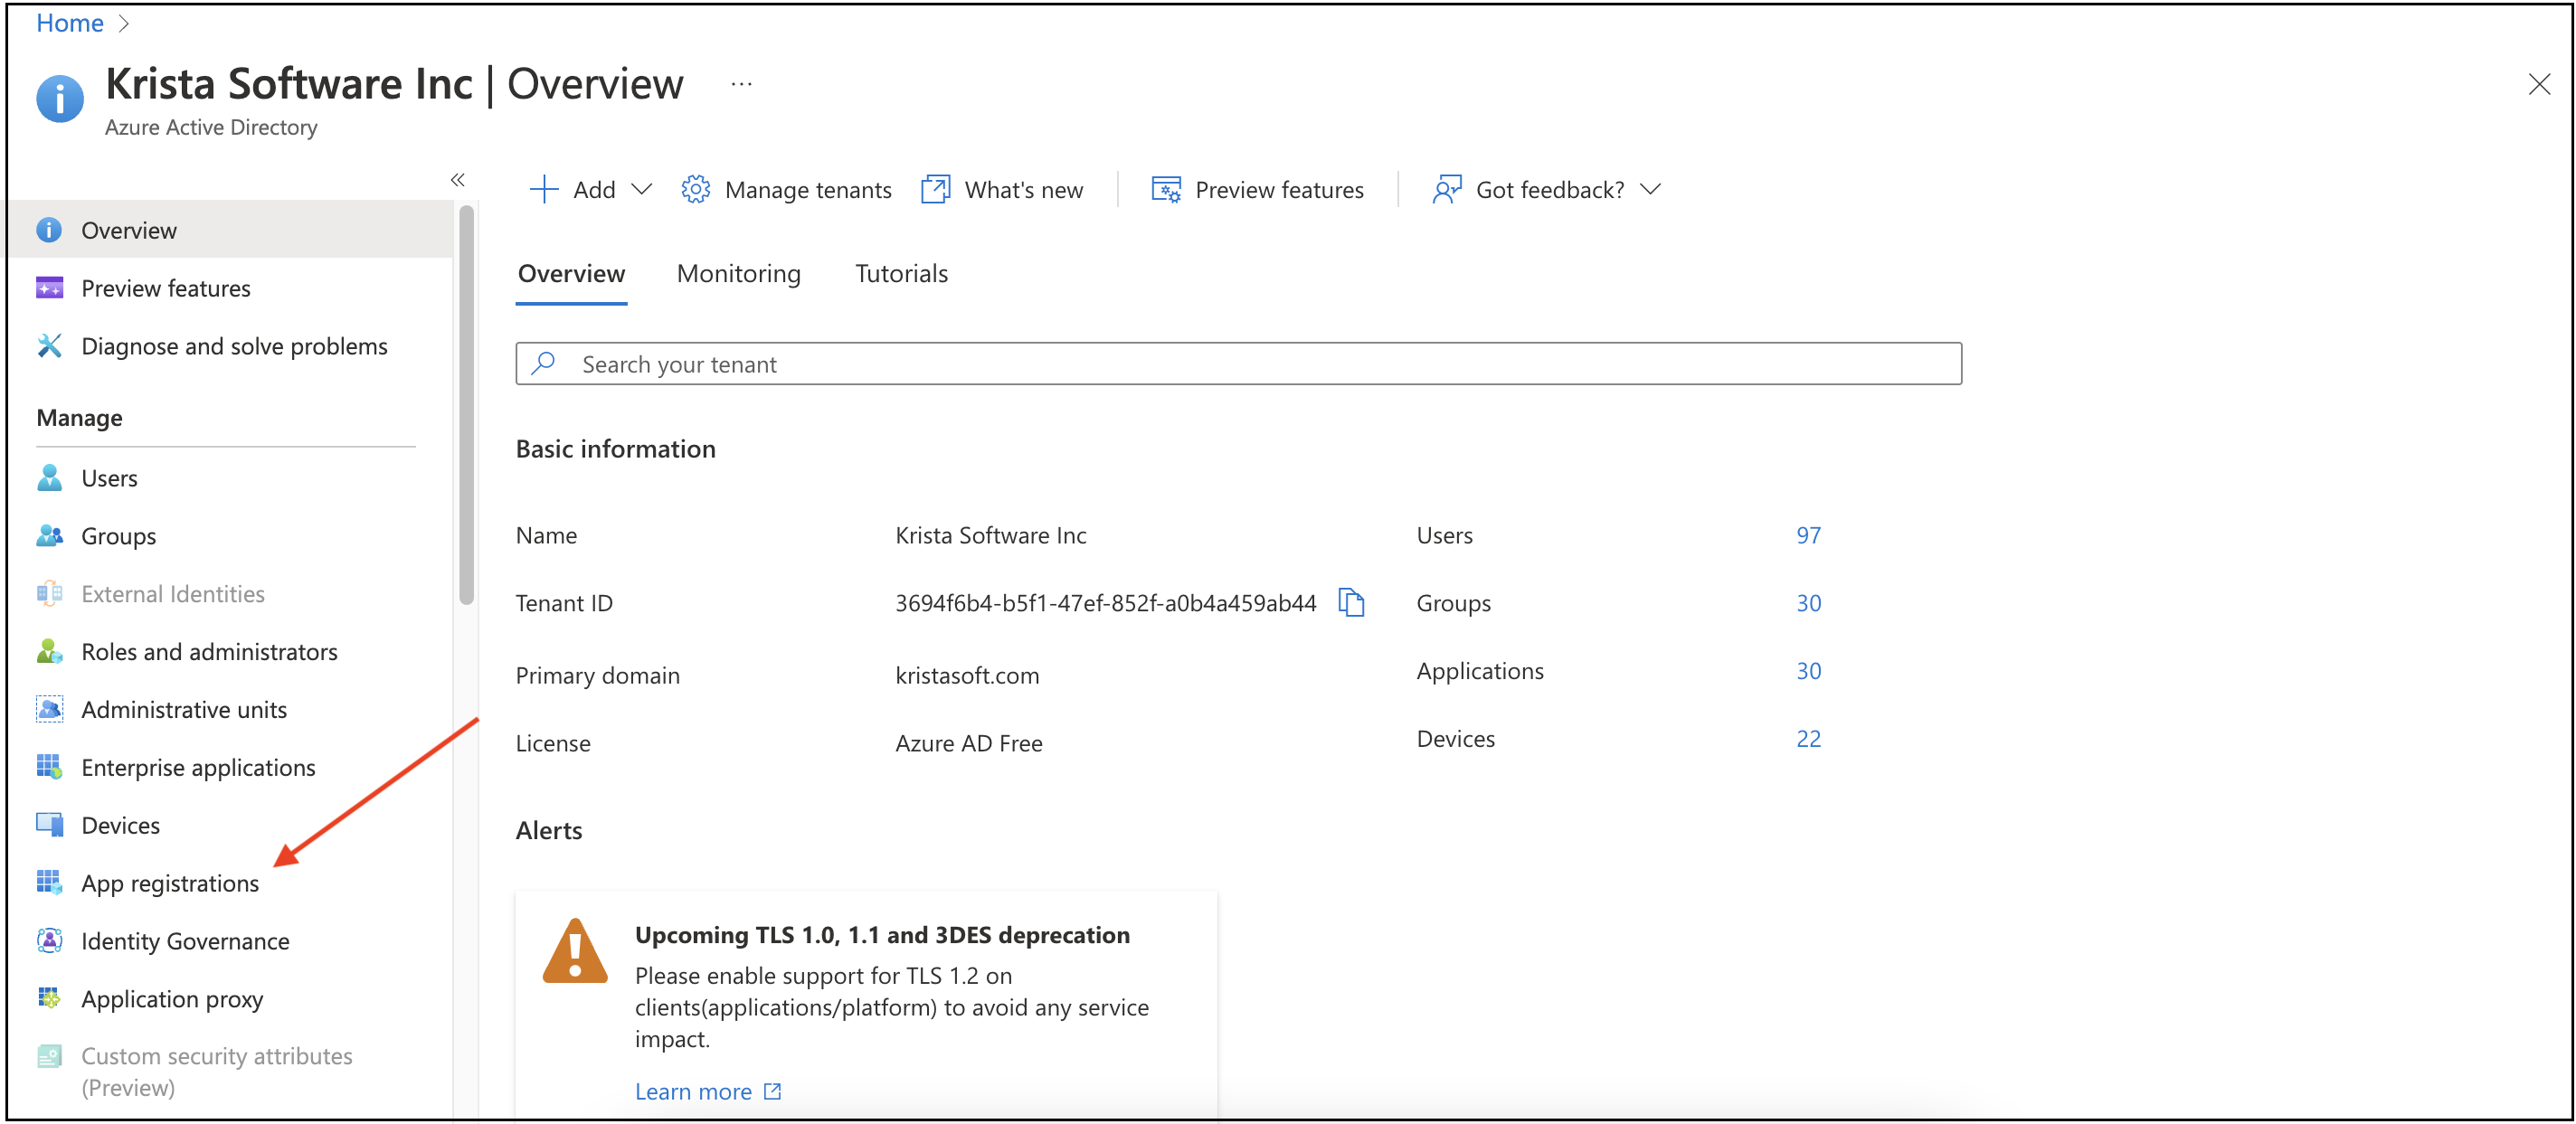 Home
Krista Software Inc | Overview ...
Azure Active Directory
Add
Manage tenants
What's new
Preview features
Got feedback?
Overview
Preview features
Diagnose and solve problems
Manage
Users
Groups
External Identities
Roles and administrators
Administrative units
Enterprise applications
Devices
App registrations
Identity Governance
Application proxy
Custom security attributes
(Preview)
Overview
Monitoring
Tutorials
Search your tenant
Basic information
Name Krista Software Inc Users 97
Tenant ID 3694f6b4-b5f1-47ef-852f-a0b4a459ab44 Groups 30
Primary domain kristasoft.com Applications 30
License Azure AD Free Devices 22
Alerts
Upcoming TLS 1.0, 1.1 and 3DES deprecation
Please enable support for TLS 1.2 on
clients(applications/platform) to avoid any service
impact.
Learn more